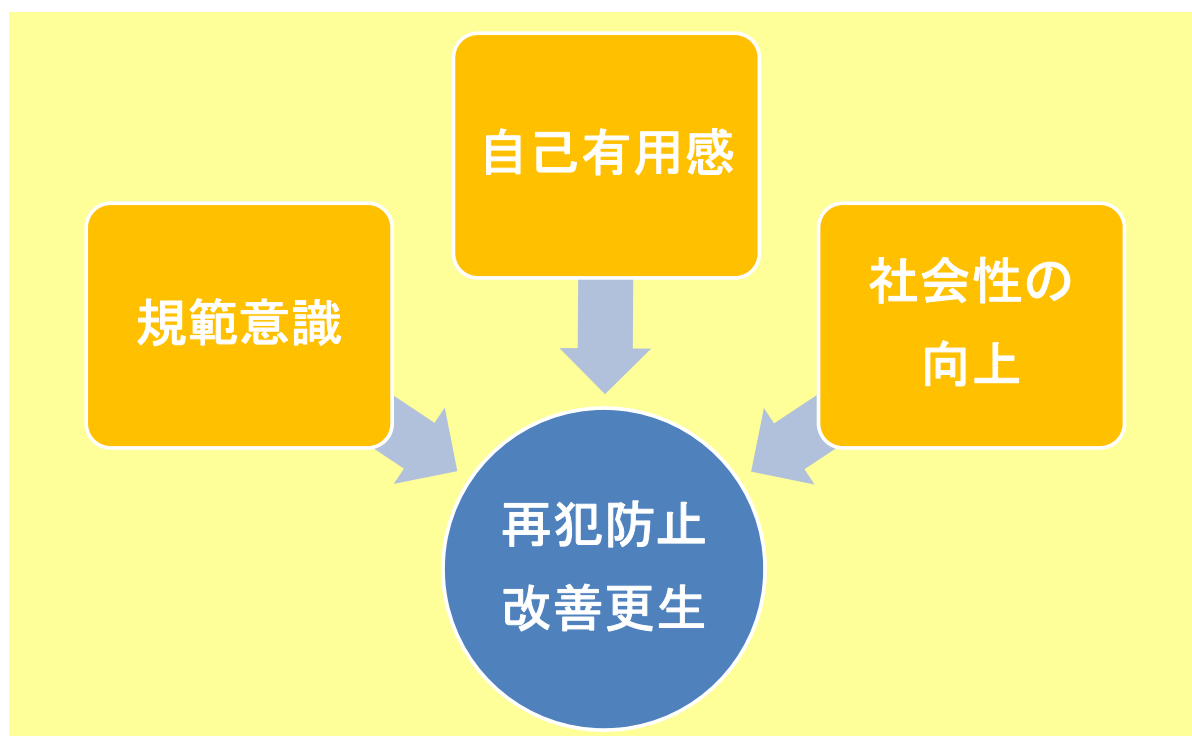 自己有用感
規範意識
社会性の
向上
再犯防止
改善更生